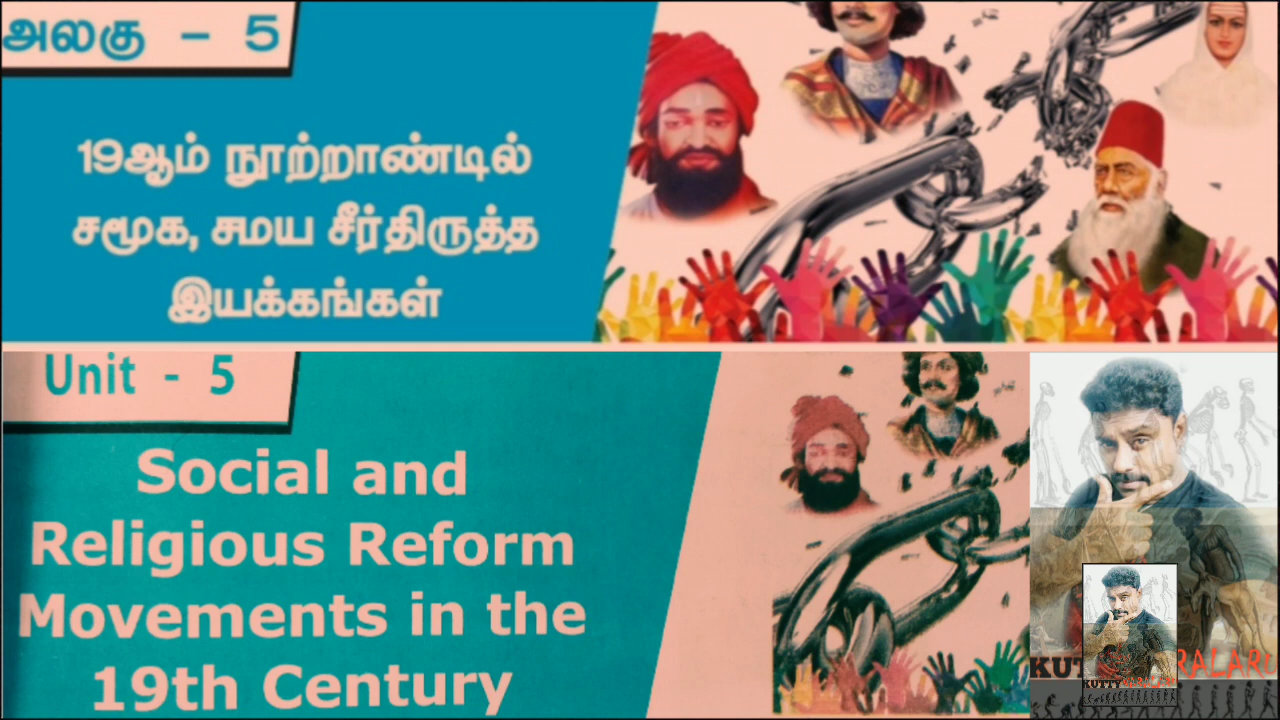 அலகு – 5
19ஆம் நூற்றாண்டில்
சமூக, சமய சீர்திருத்த
இயக்கங்கள்
Unit - 5
Social and
Religious Reform
Movements in the
19th Century